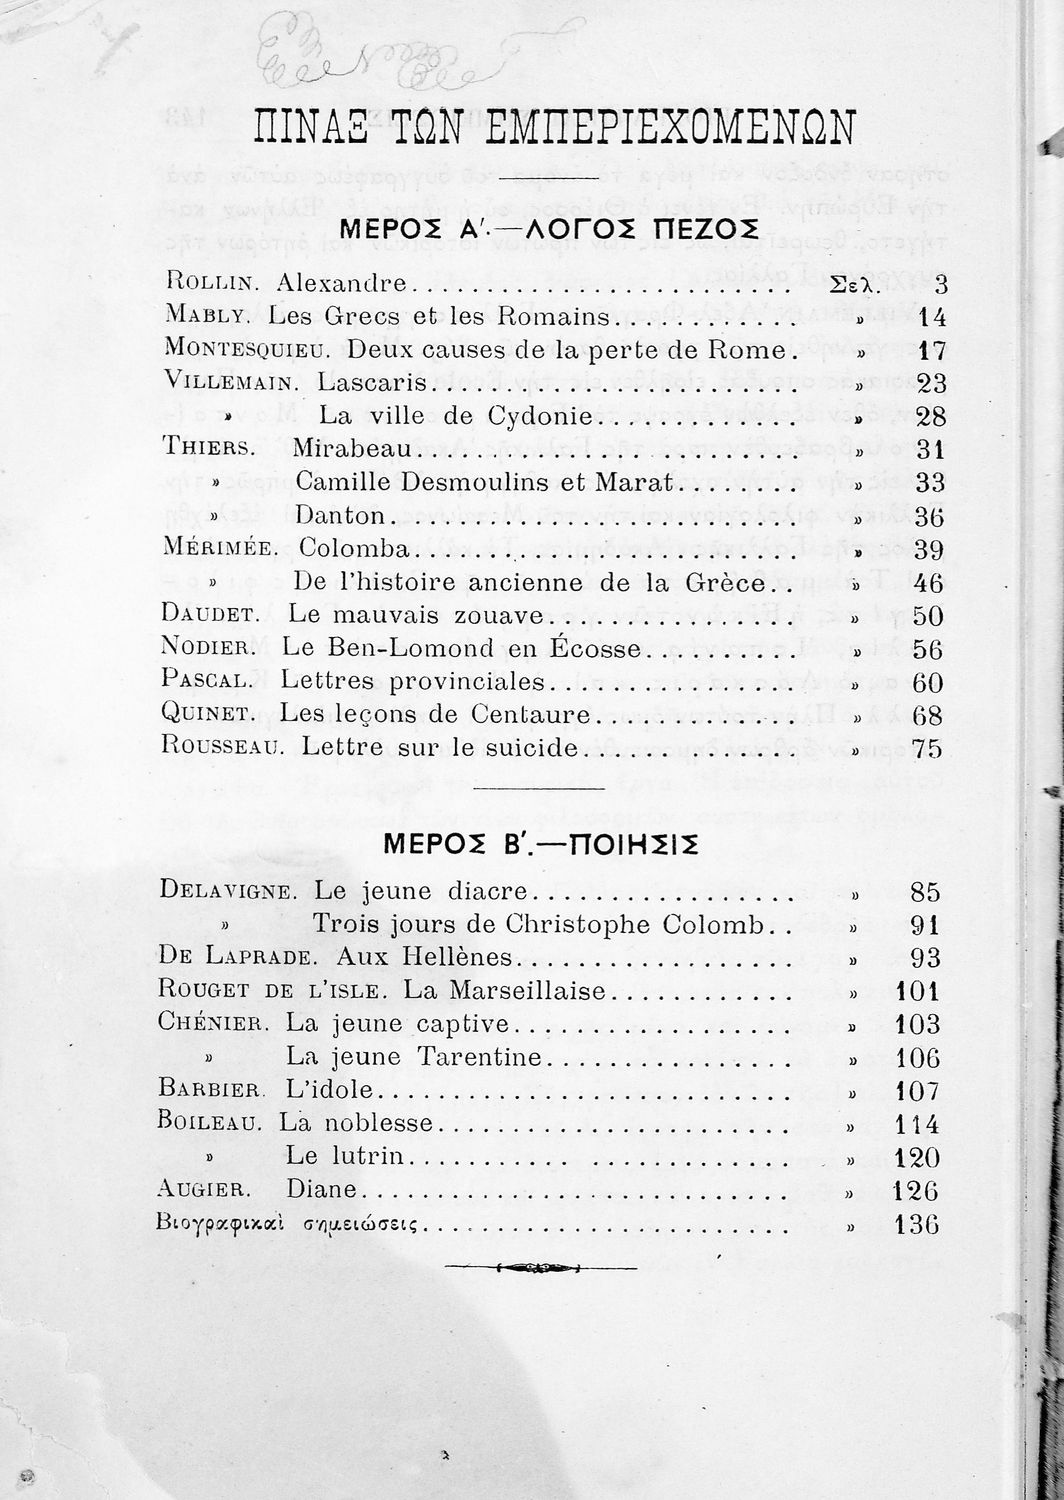 ΠΙΝΑΞ ΤΩΝ ΕΜΠΕΡΙΕΧΟΜΕΝΩΝ
ΜΕΡΟΣ Α΄.—ΛΟΓΟΣ ΠΕΖΟΣ
ROLLIN. Alexandre........................ Σελ. 3
MABLY. Les Grecs et les Romains............ » 14
MONTESQUIEU. Deux causes de la perte de Rome. » 17
VILLEMAIN. Lascaris....................... » 23
» La ville de Cydonie............. » 28
THIERS. Mirabeau........................ » 31
» Camille Desmoulins et Marat........ » 33
» Danton.......................... » 36
MÉRIMÉE. Colomba........................ » 39
» De l'histoire ancienne de la Grèce.. » 46
DAUDET. Le mauvais zouave................ » 50
NODIER. Le Ben-Lomond en Écosse.......... » 56
PASCAL. Lettres provinciales................ » 60
QUINET. Les leçons de Centaure............. » 68
ROUSSEAU. Lettre sur le suicide.............. » 75
ΜΕΡΟΣ Β΄.—ΠΟΙΗΣΙΣ
DELAVIGNE. Le jeune diacre................. » 85
» Trois jours de Christophe Colomb.. » 91
DE LAPRADE. Aux Hellènes.................. » 93
ROUGET DE L'ISLE. La Marseillaise............ » 101
CHÉNIER. La jeune captive.................. » 103
» La jeune Tarentine................ » 106
BARBIER. L'idole.......................... » 107
BOILEAU. La noblesse....................... » 114
» Le lutrin........................ » 120
AUGIER. Diane........................... » 126
Βιογραφικαὶ σημειώσεις........................ » 136